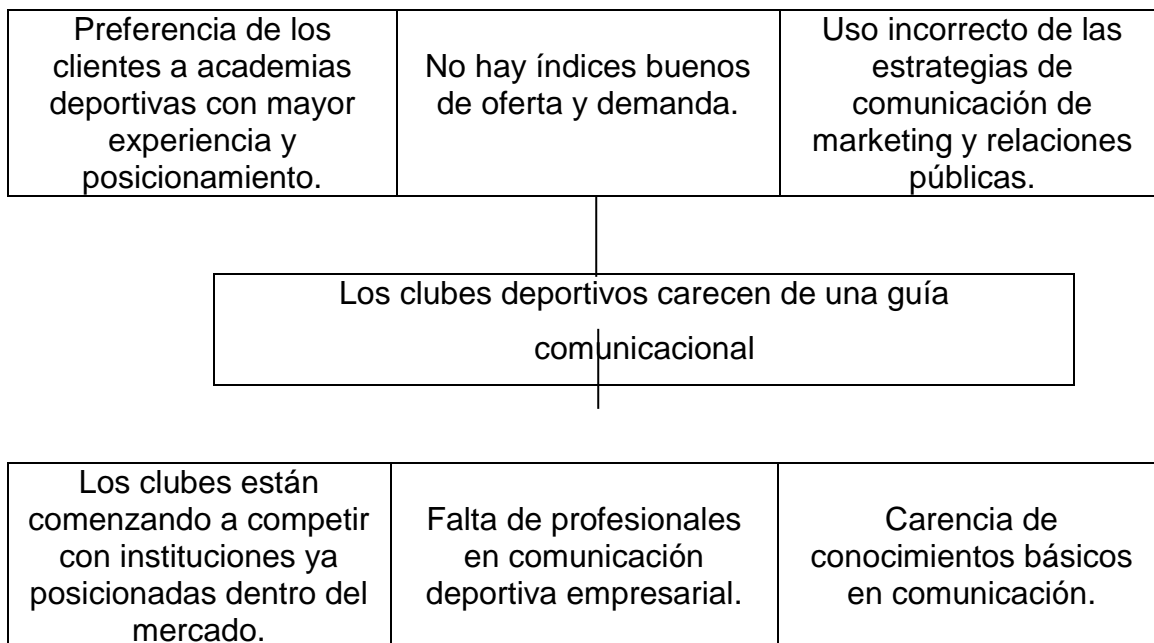 Preferencia de los
clientes a academias
deportivas con mayor
experiencia y
posicionamiento.
No hay índices buenos
de oferta y demanda.
Uso incorrecto de las
estrategias de
comunicación de
marketing y relaciones
públicas.
Los clubes deportivos carecen de una guía
comunicacional
Los clubes están
comenzando a competir
con instituciones ya
posicionadas dentro del
mercado.
Falta de profesionales
en comunicación
deportiva empresarial.
Carencia de
conocimientos básicos
en comunicación.